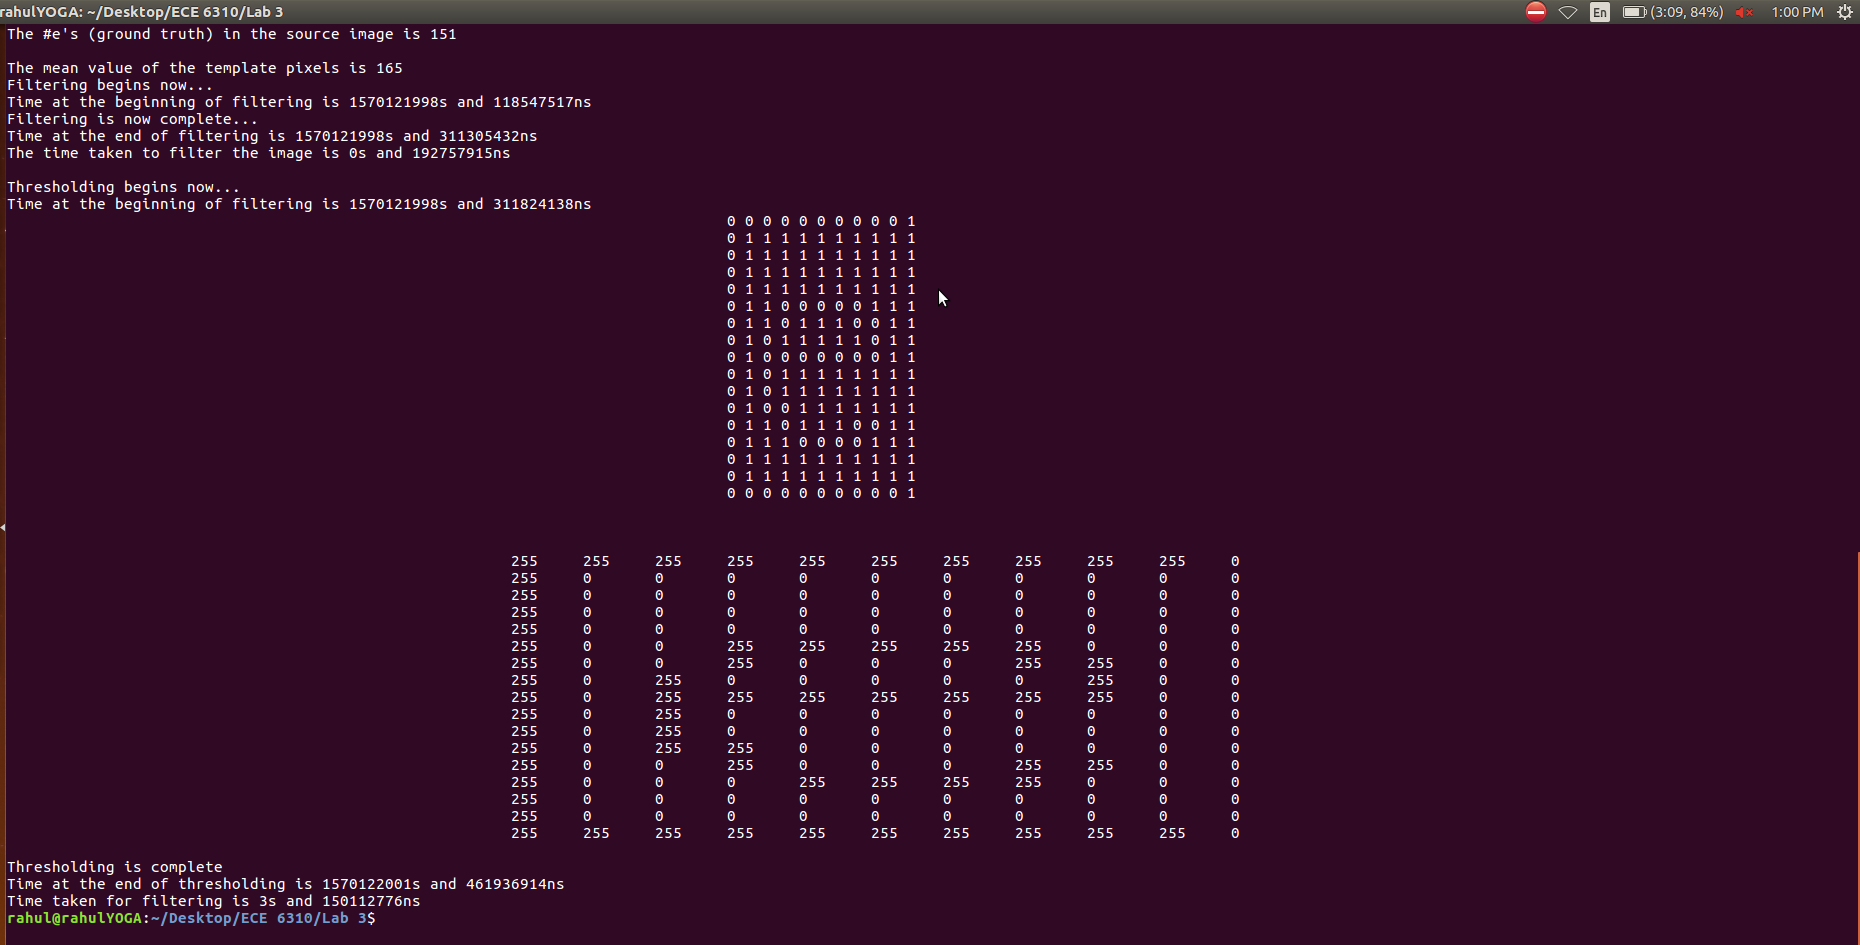 rahulYOGA: ~/Desktop/ECE 6310/Lab 3 En (3:09, 84%) 1:00 PM
The #e's (ground truth) in the source image is 151
The mean value of the template pixels is 165
Filtering begins now...
Time at the beginning of filtering is 1570121998s and 118547517ns
Filtering is now complete...
Time at the end of filtering is 1570121998s and 311305432ns
The time taken to filter the image is 0s and 192757915ns
Thresholding begins now...
Time at the beginning of filtering is 1570121998s and 311824138ns
0 0 0 0 0 0 0 0 0 0 1
0 1 1 1 1 1 1 1 1 1 1
0 1 1 1 1 1 1 1 1 1 1
0 1 1 1 1 1 1 1 1 1 1
0 1 1 1 1 1 1 1 1 1 1
0 1 1 0 0 0 0 0 1 1 1
0 1 1 0 1 1 1 0 0 1 1
0 1 0 1 1 1 1 1 0 1 1
0 1 0 0 0 0 0 0 0 1 1
0 1 0 1 1 1 1 1 1 1 1
0 1 0 1 1 1 1 1 1 1 1
0 1 0 0 1 1 1 1 1 1 1
0 1 1 0 1 1 1 0 0 1 1
0 1 1 1 0 0 0 0 1 1 1
0 1 1 1 1 1 1 1 1 1 1
0 1 1 1 1 1 1 1 1 1 1
0 0 0 0 0 0 0 0 0 0 1
255 255 255 255 255 255 255 255 255 255 0
255 0 0 0 0 0 0 0 0 0 0
255 0 0 0 0 0 0 0 0 0 0
255 0 0 0 0 0 0 0 0 0 0
255 0 0 0 0 0 0 0 0 0 0
255 0 0 255 255 255 255 255 0 0 0
255 0 0 255 0 0 0 255 255 0 0
255 0 255 0 0 0 0 0 255 0 0
255 0 255 255 255 255 255 255 255 0 0
255 0 255 0 0 0 0 0 0 0 0
255 0 255 0 0 0 0 0 0 0 0
255 0 255 255 0 0 0 0 0 0 0
255 0 0 255 0 0 0 255 255 0 0
255 0 0 0 255 255 255 255 0 0 0
255 0 0 0 0 0 0 0 0 0 0
255 0 0 0 0 0 0 0 0 0 0
255 255 255 255 255 255 255 255 255 255 0
Thresholding is complete
Time at the end of thresholding is 1570122001s and 461936914ns
Time taken for filtering is 3s and 150112776ns
rahul@rahulYOGA:~/Desktop/ECE 6310/Lab 3$